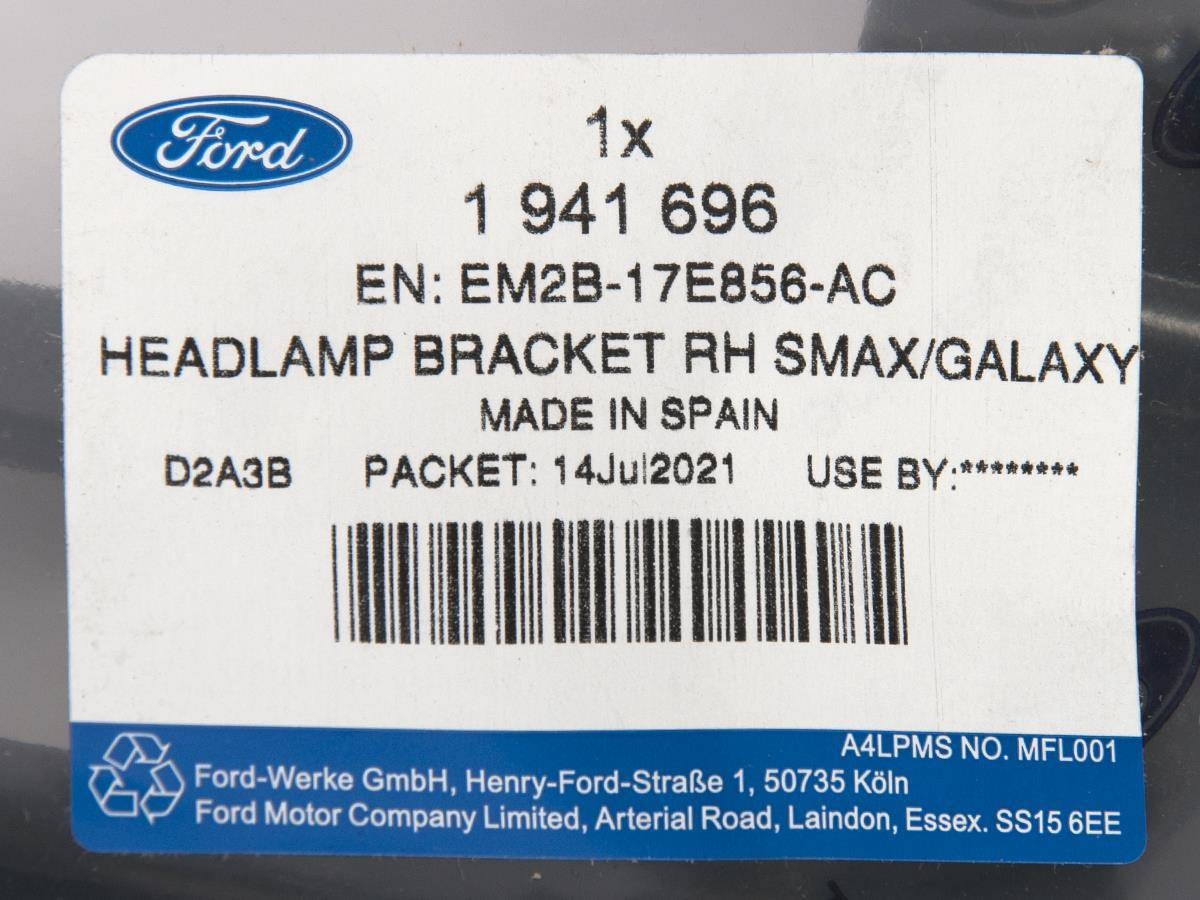 Ford
1x
1 941 696
EN: EM2B-17E856-AC
HEADLAMP BRACKET RH SMAX/GALAXY
MADE IN SPAIN
D2A3B PACKET: 14Jul2021 USE BY:********
A4LPMS NO. MFL001
Ford-Werke GmbH, Henry-Ford-Straße 1, 50735 Köln
Ford Motor Company Limited, Arterial Road, Laindon, Essex. SS15 6EE